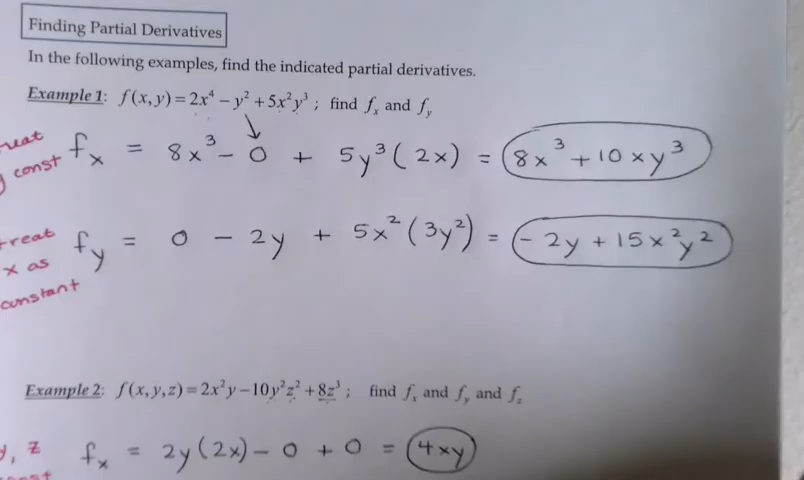 Finding Partial Derivatives
In the following examples, find the indicated partial derivatives.
Example 1: f(x,y) = 2x⁴ − y² + 5x²y³ ; find fₓ and f_y
const fₓ = 8x³ − 0 + 5y³(2x) = 8x³ + 10xy³
treat x as constant f_y = 0 − 2y + 5x²(3y²) = −2y + 15x²y²
Example 2: f(x,y,z) = 2x²y − 10y²z² + 8z³ ; find fₓ and f_y and f_z
y, z fₓ = 2y(2x) − 0 + 0 = 4xy